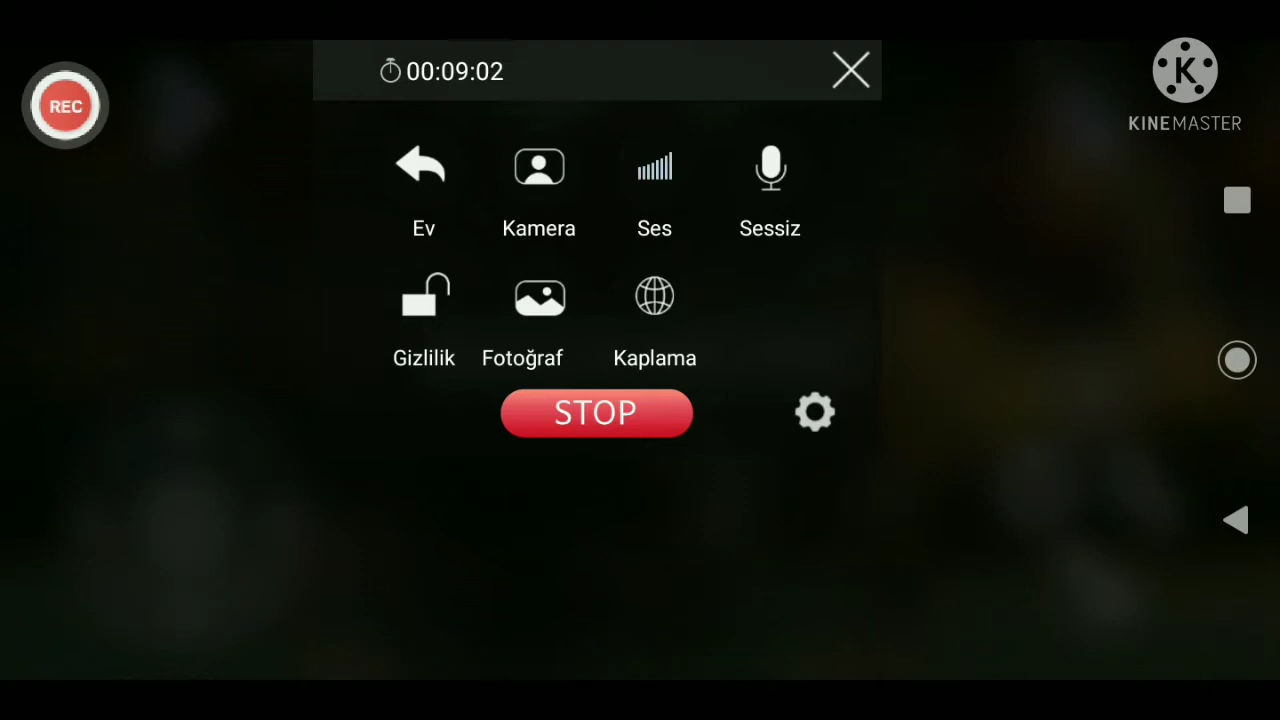 00:09:02
REC
K
KINEMASTER
Ev
Kamera
Ses
Sessiz
Gizlilik
Fotoğraf
Kaplama
STOP